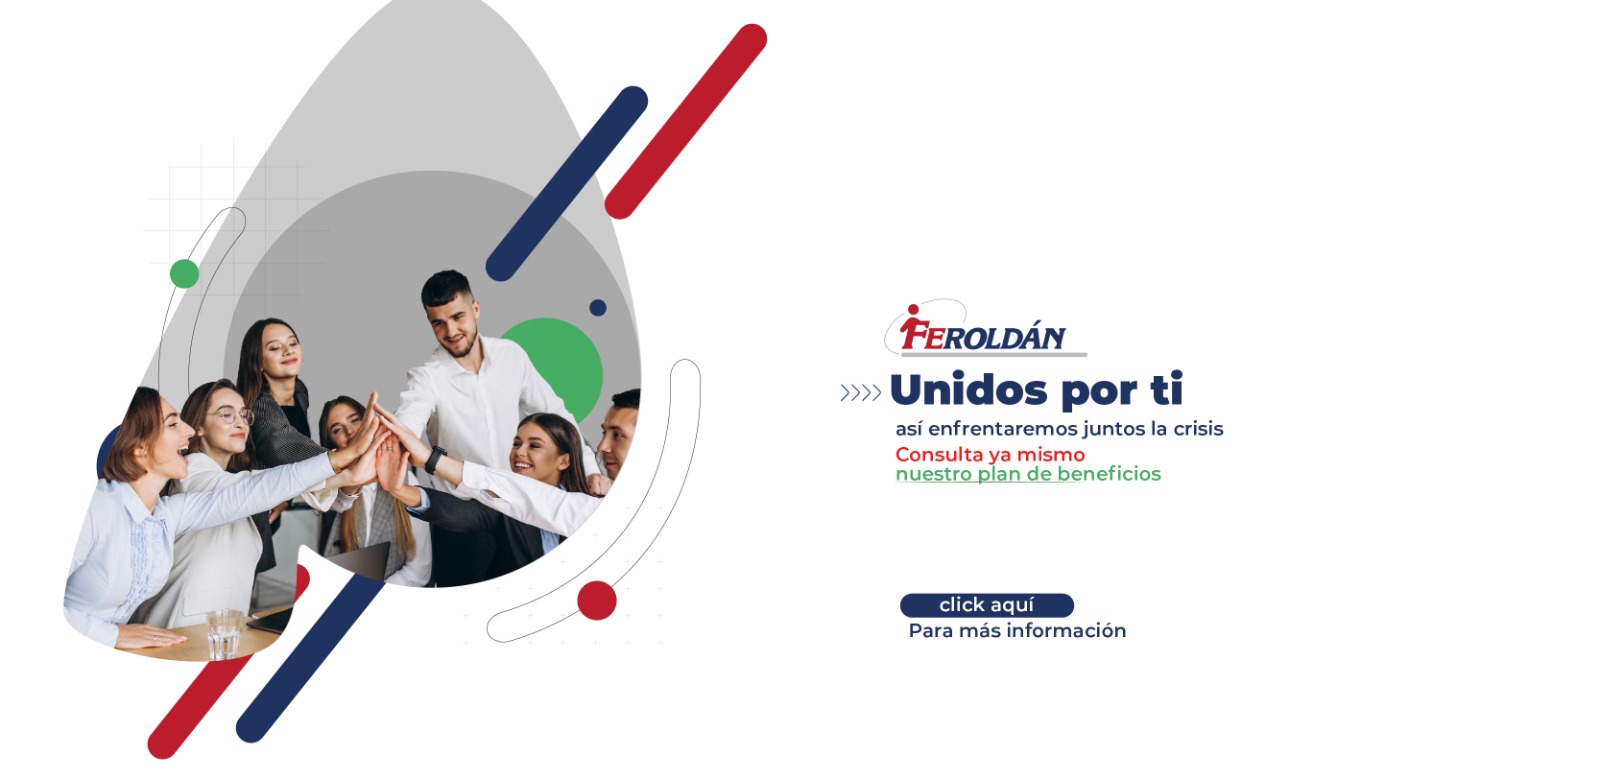 FEROLDÁN
Unidos por ti
así enfrentaremos juntos la crisis
Consulta ya mismo
nuestro plan de beneficios
click aquí
Para más información